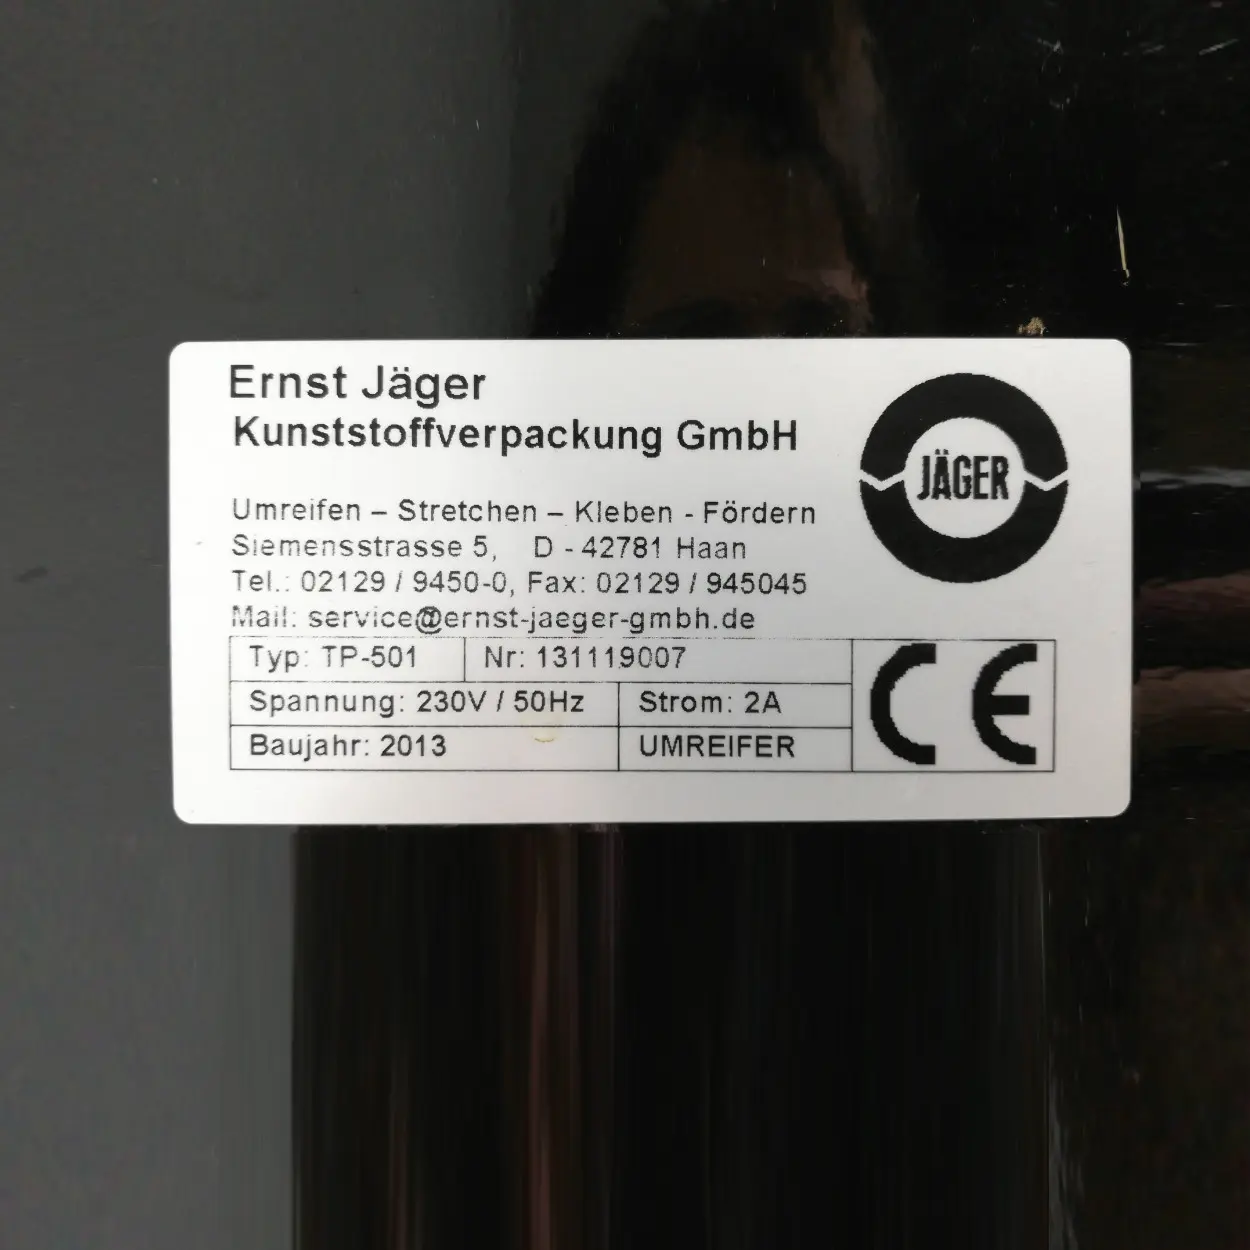 Ernst Jäger
Kunststoffverpackung GmbH
JÄGER
Umreifen – Stretchen – Kleben - Fördern
Siemensstrasse 5, D - 42781 Haan
Tel.: 02129 / 9450-0, Fax: 02129 / 945045
Mail: service@ernst-jaeger-gmbh.de
Typ: TP-501 Nr: 131119007
Spannung: 230V / 50Hz Strom: 2A
Baujahr: 2013 UMREIFER
CE